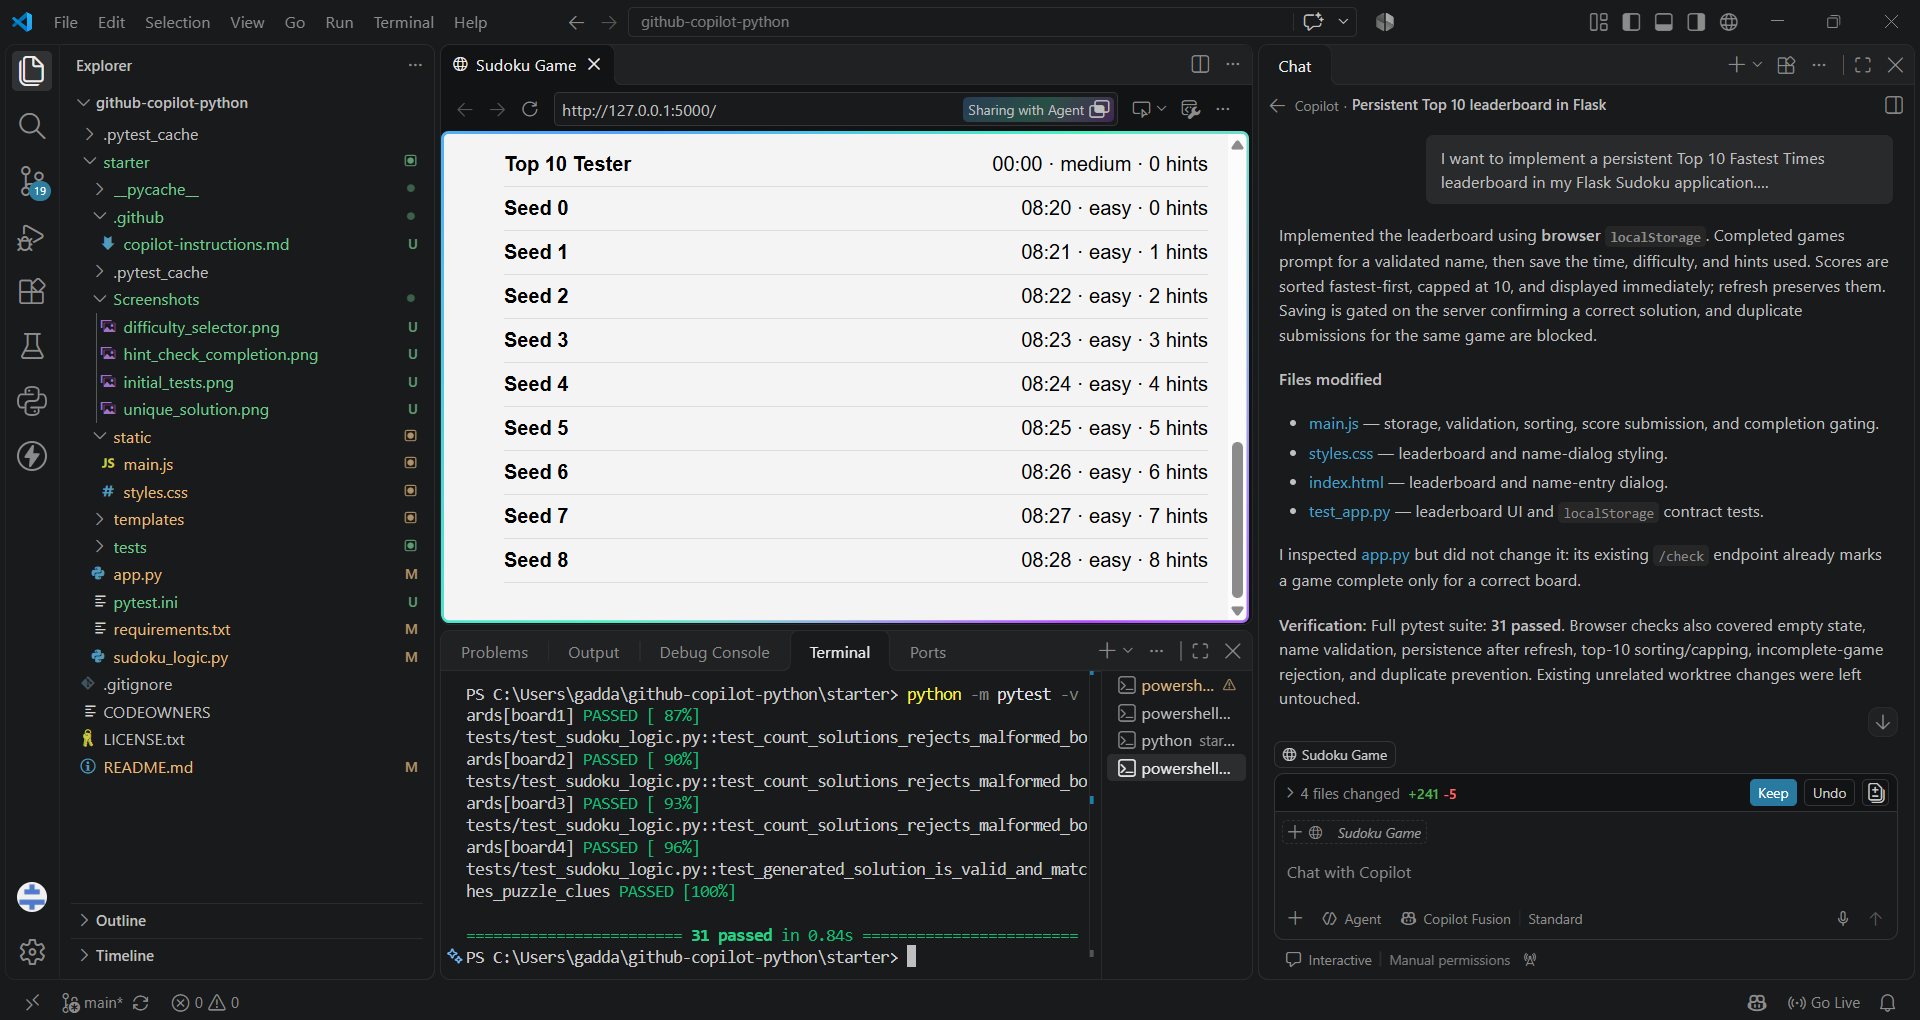 File Edit Selection View Go Run Terminal Help
github-copilot-python
Explorer
github-copilot-python
.pytest_cache
starter
__pycache__
.github
copilot-instructions.md U
.pytest_cache
Screenshots
difficulty_selector.png U
hint_check_completion.png U
initial_tests.png U
unique_solution.png U
static
JS main.js
# styles.css
templates
tests
app.py M
pytest.ini U
requirements.txt M
sudoku_logic.py M
.gitignore
CODEOWNERS
LICENSE.txt
README.md M
19
Outline
Timeline
Sudoku Game
http://127.0.0.1:5000/
Sharing with Agent
Top 10 Tester 00:00 · medium · 0 hints
Seed 0 08:20 · easy · 0 hints
Seed 1 08:21 · easy · 1 hints
Seed 2 08:22 · easy · 2 hints
Seed 3 08:23 · easy · 3 hints
Seed 4 08:24 · easy · 4 hints
Seed 5 08:25 · easy · 5 hints
Seed 6 08:26 · easy · 6 hints
Seed 7 08:27 · easy · 7 hints
Seed 8 08:28 · easy · 8 hints
Problems Output Debug Console Terminal Ports
PS C:\Users\gadda\github-copilot-python\starter> python -m pytest -v
ards[board1] PASSED [ 87%]
tests/test_sudoku_logic.py::test_count_solutions_rejects_malformed_bo
ards[board2] PASSED [ 90%]
tests/test_sudoku_logic.py::test_count_solutions_rejects_malformed_bo
ards[board3] PASSED [ 93%]
tests/test_sudoku_logic.py::test_count_solutions_rejects_malformed_bo
ards[board4] PASSED [ 96%]
tests/test_sudoku_logic.py::test_generated_solution_is_valid_and_matc
hes_puzzle_clues PASSED [100%]
======================== 31 passed in 0.84s ========================
PS C:\Users\gadda\github-copilot-python\starter>
powersh...
powershell...
python star...
powershell...
Chat
Copilot · Persistent Top 10 leaderboard in Flask
I want to implement a persistent Top 10 Fastest Times
leaderboard in my Flask Sudoku application....
Implemented the leaderboard using browser localStorage. Completed games
prompt for a validated name, then save the time, difficulty, and hints used. Scores are
sorted fastest-first, capped at 10, and displayed immediately; refresh preserves them.
Saving is gated on the server confirming a correct solution, and duplicate
submissions for the same game are blocked.
Files modified
• main.js — storage, validation, sorting, score submission, and completion gating.
• styles.css — leaderboard and name-dialog styling.
• index.html — leaderboard and name-entry dialog.
• test_app.py — leaderboard UI and localStorage contract tests.
I inspected app.py but did not change it: its existing /check endpoint already marks
a game complete only for a correct board.
Verification: Full pytest suite: 31 passed. Browser checks also covered empty state,
name validation, persistence after refresh, top-10 sorting/capping, incomplete-game
rejection, and duplicate prevention. Existing unrelated worktree changes were left
untouched.
Sudoku Game
4 files changed +241 -5 Keep Undo
Sudoku Game
Chat with Copilot
Agent Copilot Fusion Standard
Interactive Manual permissions
main* 0 0 Go Live